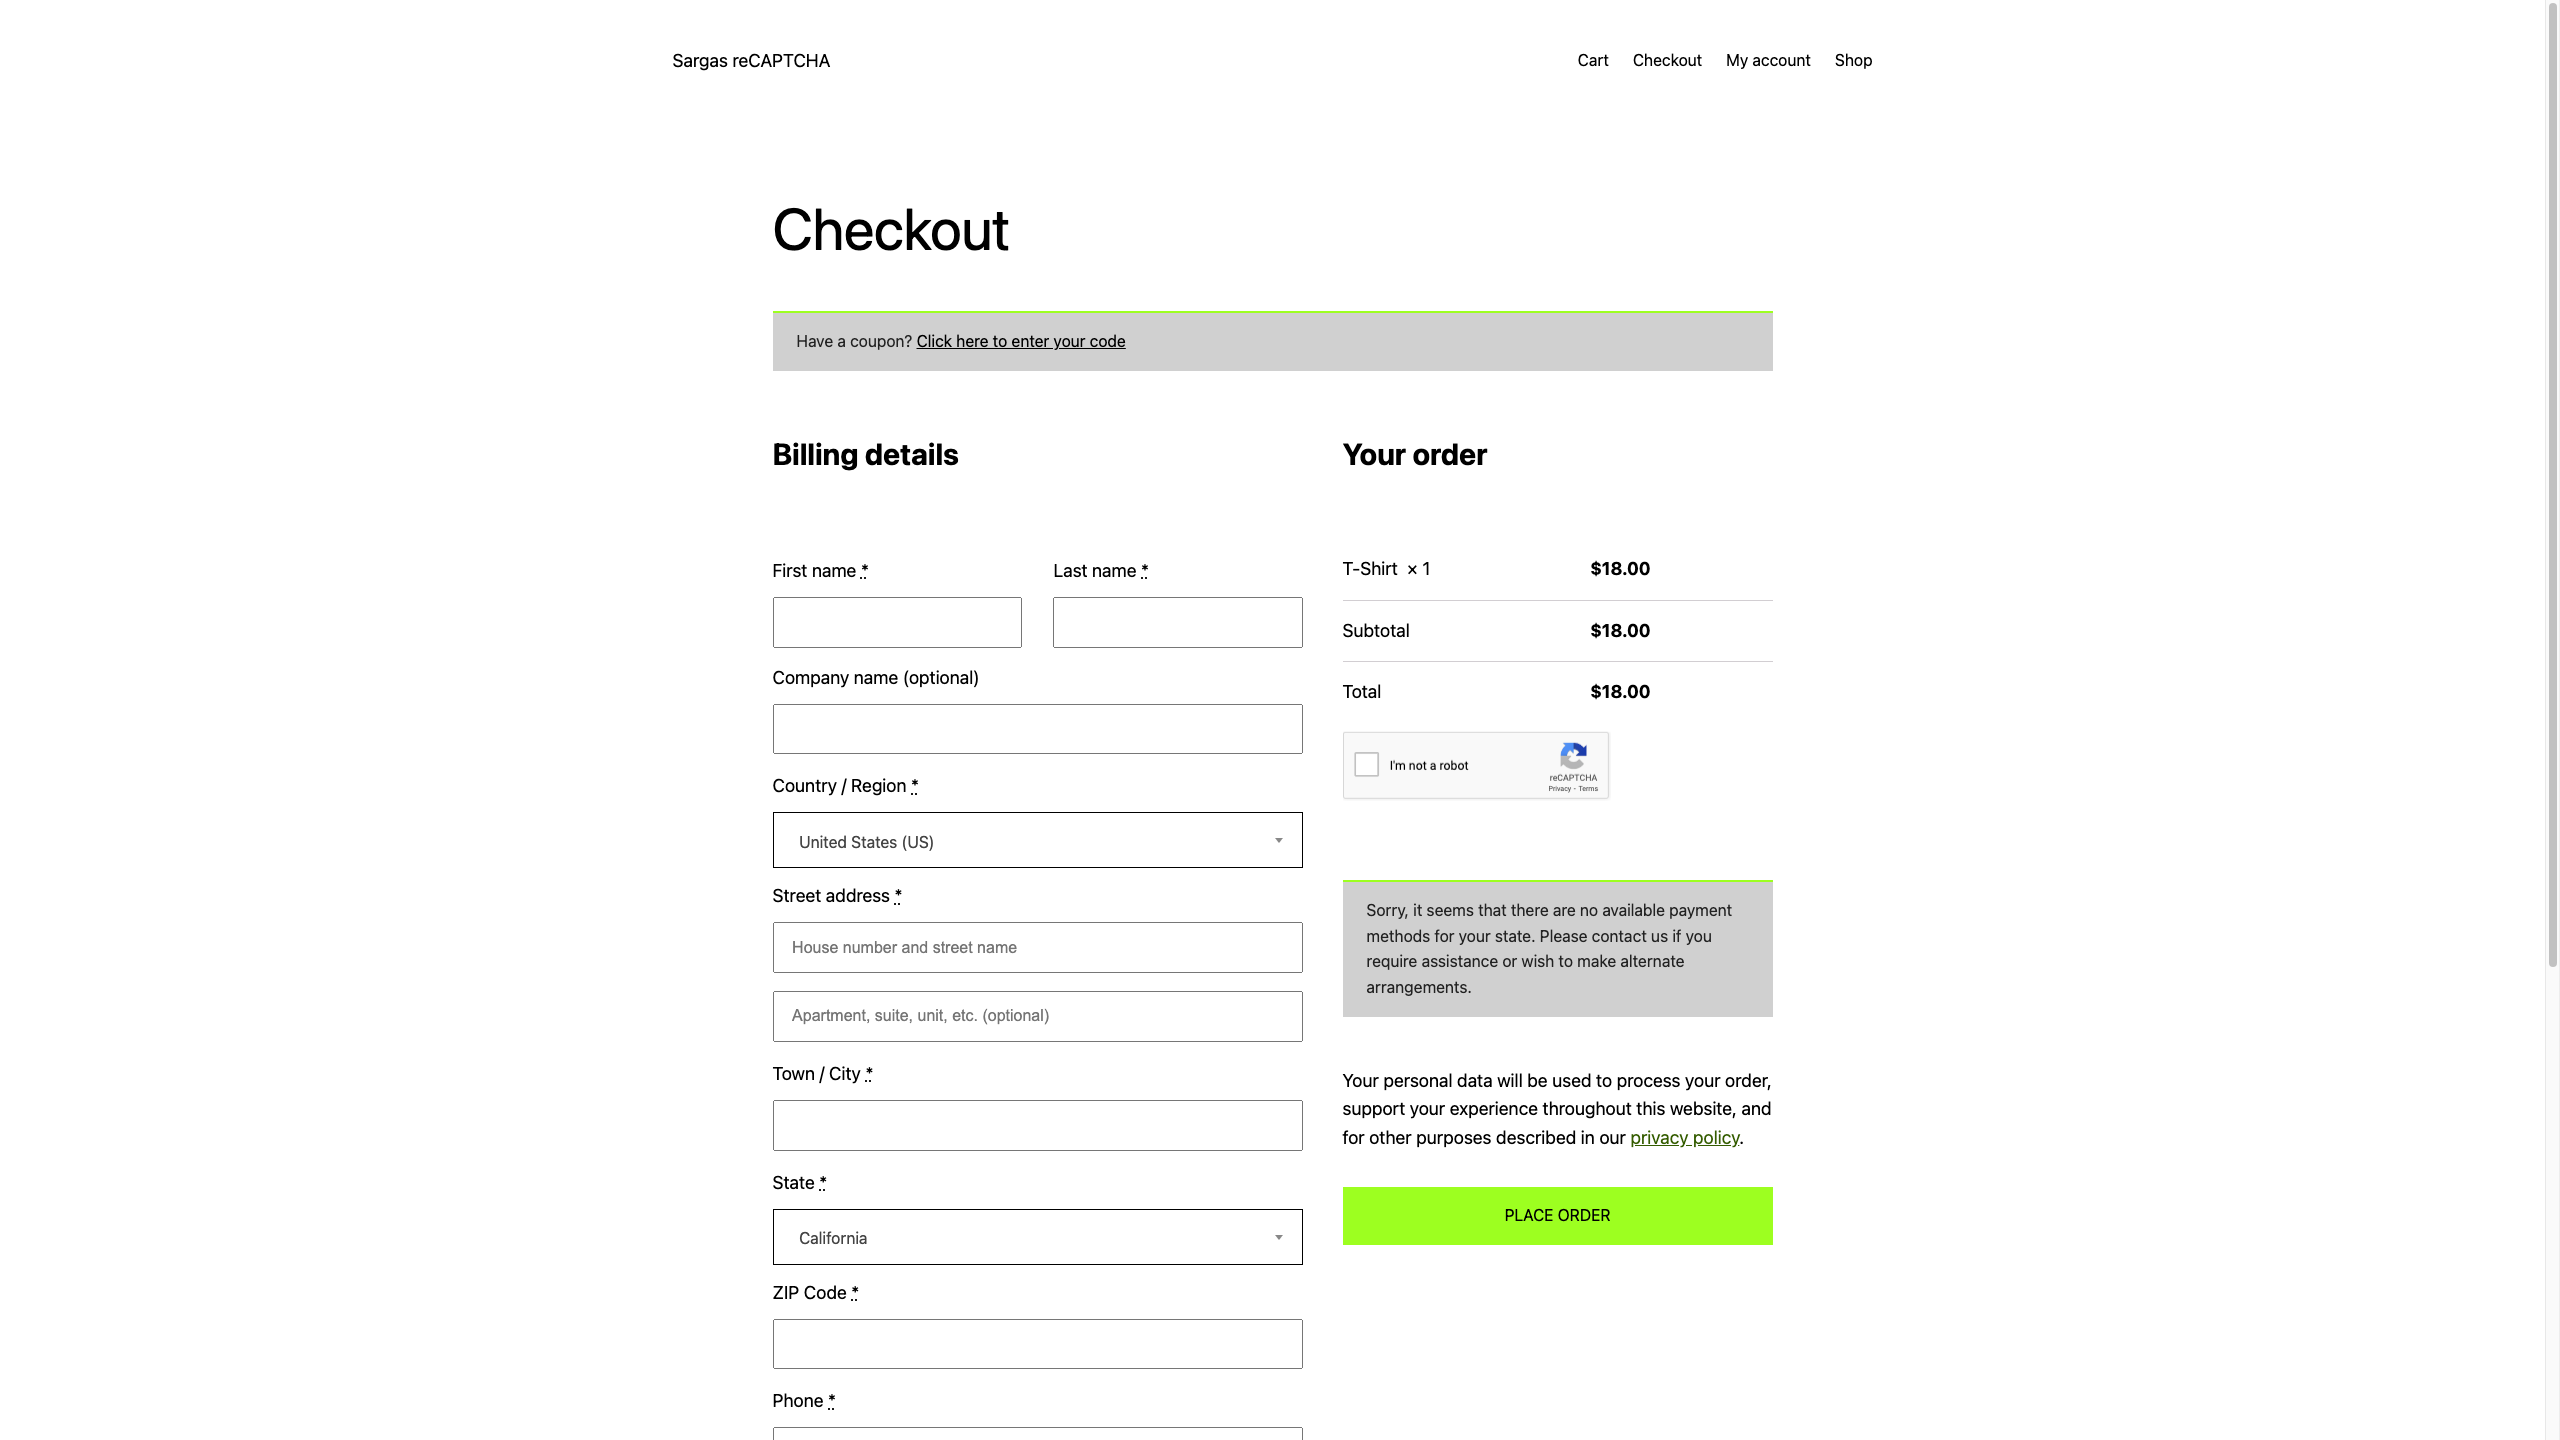 Sargas reCAPTCHA
Cart Checkout My account Shop
Checkout
Have a coupon? Click here to enter your code
Billing details
First name *
Last name *
Company name (optional)
Country / Region *
United States (US)
Street address *
House number and street name
Apartment, suite, unit, etc. (optional)
Town / City *
State *
California
ZIP Code *
Phone *
Your order
T-Shirt × 1 $18.00
Subtotal $18.00
Total $18.00
I'm not a robot
reCAPTCHA
Privacy - Terms
Sorry, it seems that there are no available payment
methods for your state. Please contact us if you
require assistance or wish to make alternate
arrangements.
Your personal data will be used to process your order,
support your experience throughout this website, and
for other purposes described in our privacy policy.
PLACE ORDER